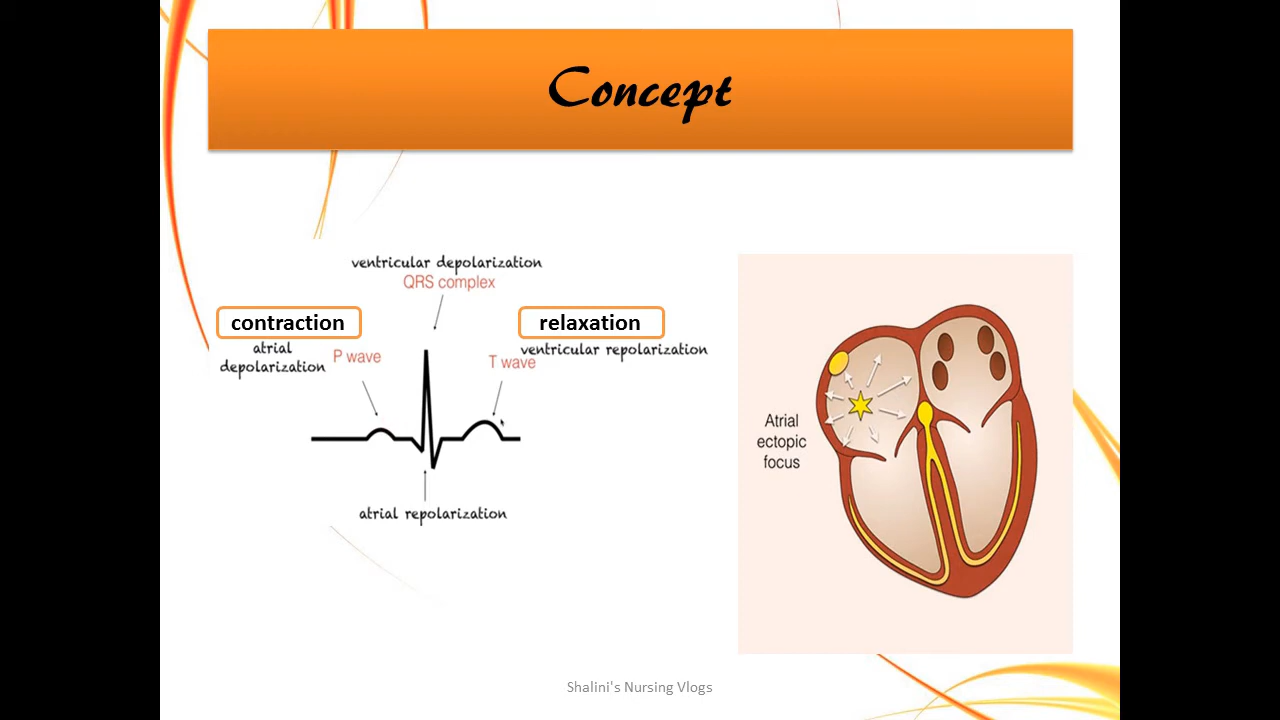 Concept
ventricular depolarization
QRS complex
contraction
relaxation
atrial
depolarization
P wave
ventricular repolarization
T wave
atrial repolarization
Atrial
ectopic
focus
Shalini's Nursing Vlogs